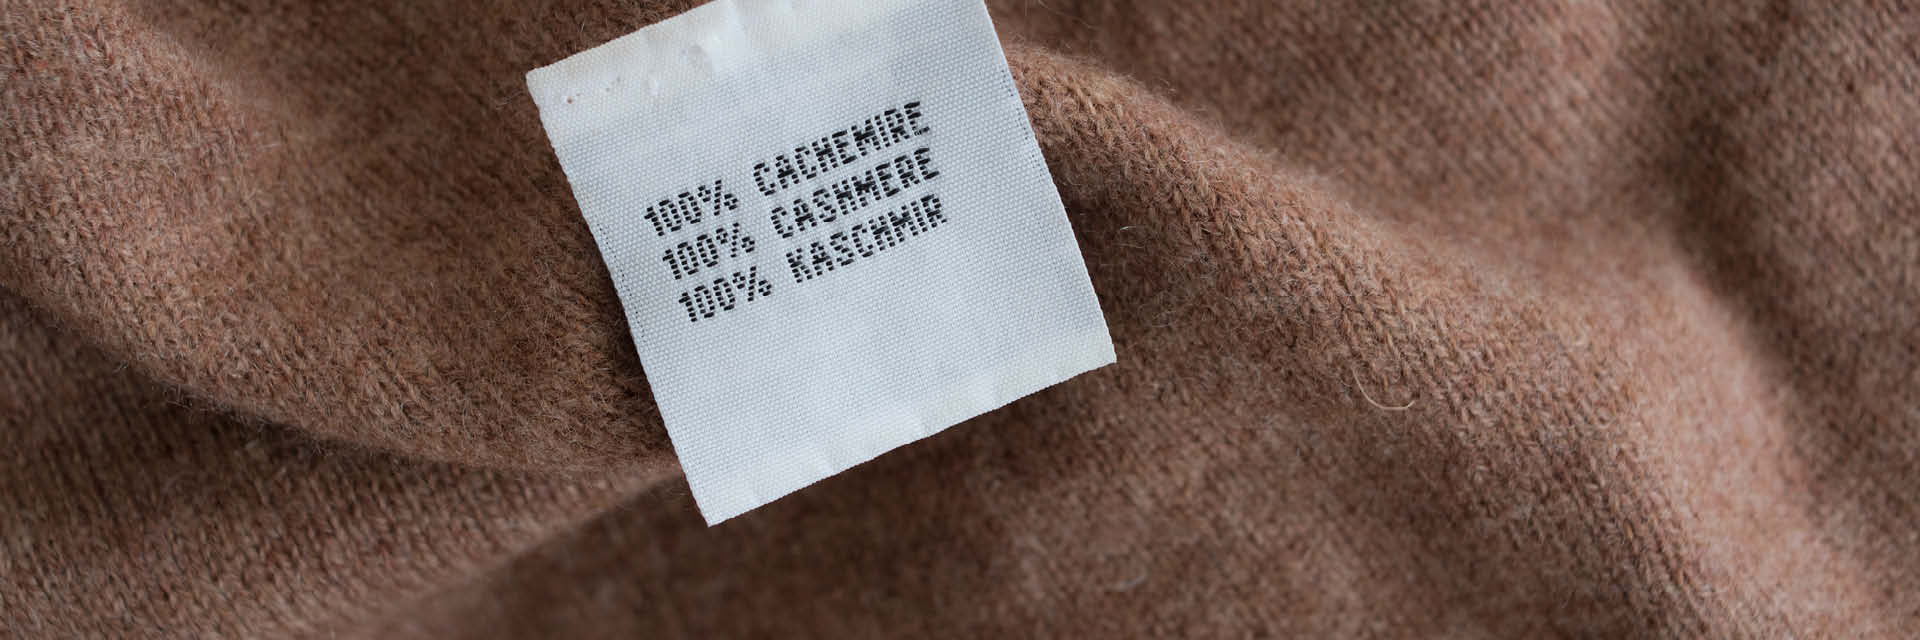 100% CACHEMIRE
100% CASHMERE
100% KASCHMIR